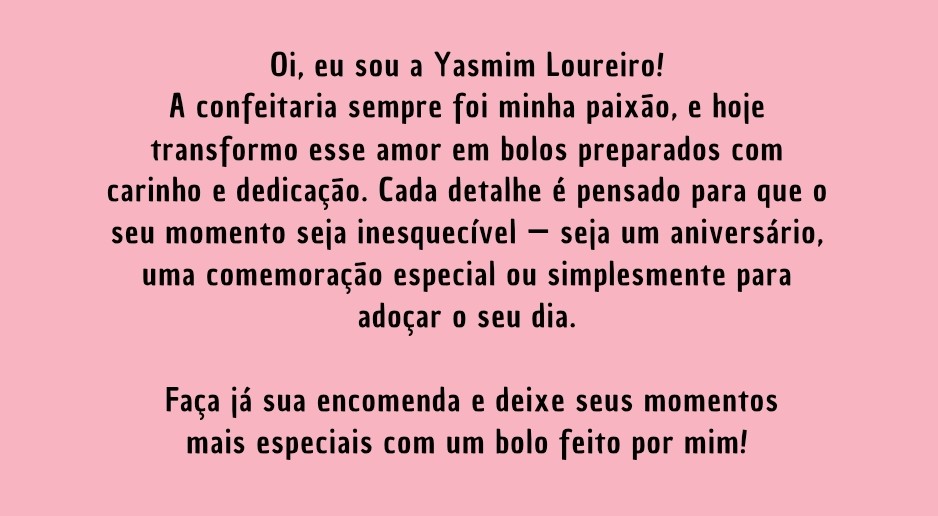 Oi, eu sou a Yasmim Loureiro!
A confeitaria sempre foi minha paixão, e hoje
transformo esse amor em bolos preparados com
carinho e dedicação. Cada detalhe é pensado para que o
seu momento seja inesquecível — seja um aniversário,
uma comemoração especial ou simplesmente para
adoçar o seu dia.

Faça já sua encomenda e deixe seus momentos
mais especiais com um bolo feito por mim!